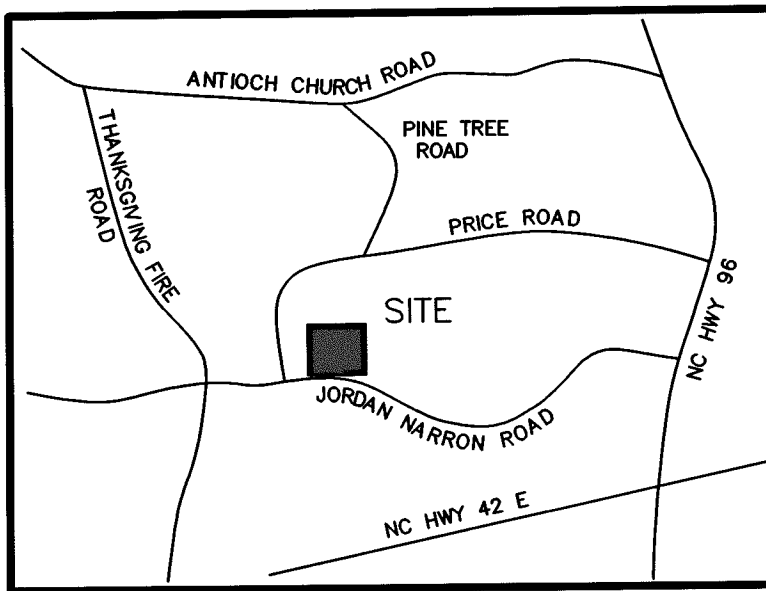 ANTIOCH CHURCH ROAD
THANKSGIVING FIRE
ROAD
PINE TREE
ROAD
PRICE ROAD
SITE
NC HWY 96
JORDAN NARRON ROAD
NC HWY 42 E